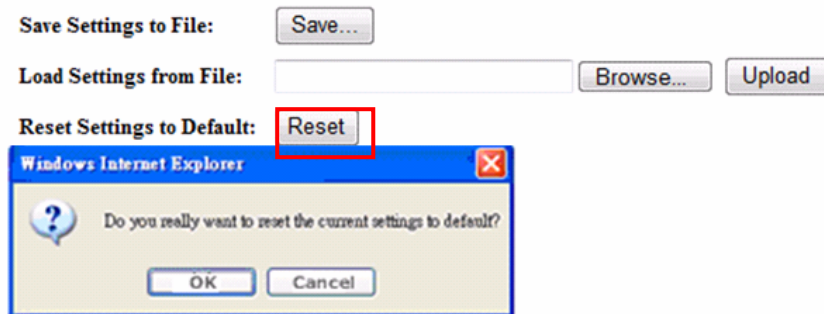 Save Settings to File: Save...
Load Settings from File: Browse... Upload
Reset Settings to Default: Reset
Windows Internet Explorer
Do you really want to reset the current settings to default?
OK Cancel